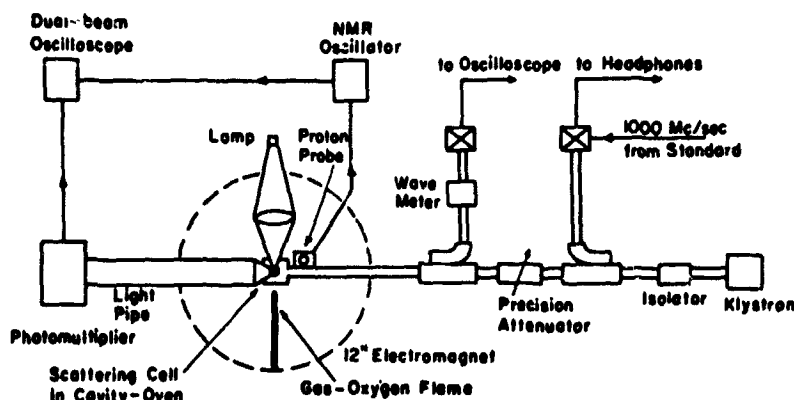 Dual-beam
Oscilloscope
NMR
Oscillator
to Oscilloscope
to Headphones
Lamp
Proton
Probe
1000 Mc/sec
from Standard
Wave
Meter
Light
Pipe
Photomultiplier
Precision
Attenuator
Isolator
Klystron
12" Electromagnet
Scattering Cell
in Cavity-Oven
Gas-Oxygen Flame